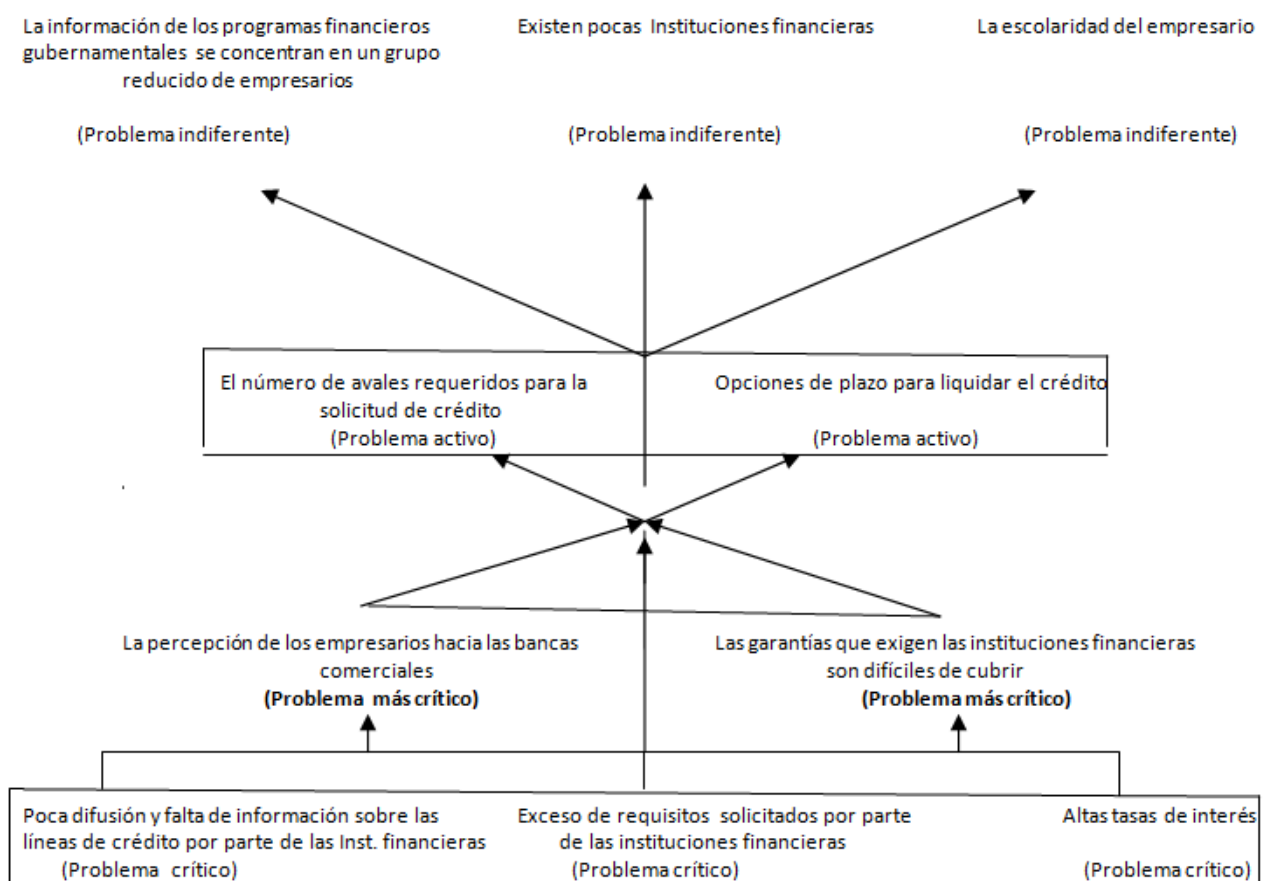 La información de los programas financieros
gubernamentales se concentran en un grupo
reducido de empresarios
(Problema indiferente)
Existen pocas Instituciones financieras
(Problema indiferente)
La escolaridad del empresario
(Problema indiferente)
El número de avales requeridos para la
solicitud de crédito
(Problema activo)
Opciones de plazo para liquidar el crédito
(Problema activo)
La percepción de los empresarios hacia las bancas
comerciales
(Problema más crítico)
Las garantías que exigen las instituciones financieras
son difíciles de cubrir
(Problema más crítico)
Poca difusión y falta de información sobre las
líneas de crédito por parte de las Inst. financieras
(Problema crítico)
Exceso de requisitos solicitados por parte
de las instituciones financieras
(Problema crítico)
Altas tasas de interés
(Problema crítico)